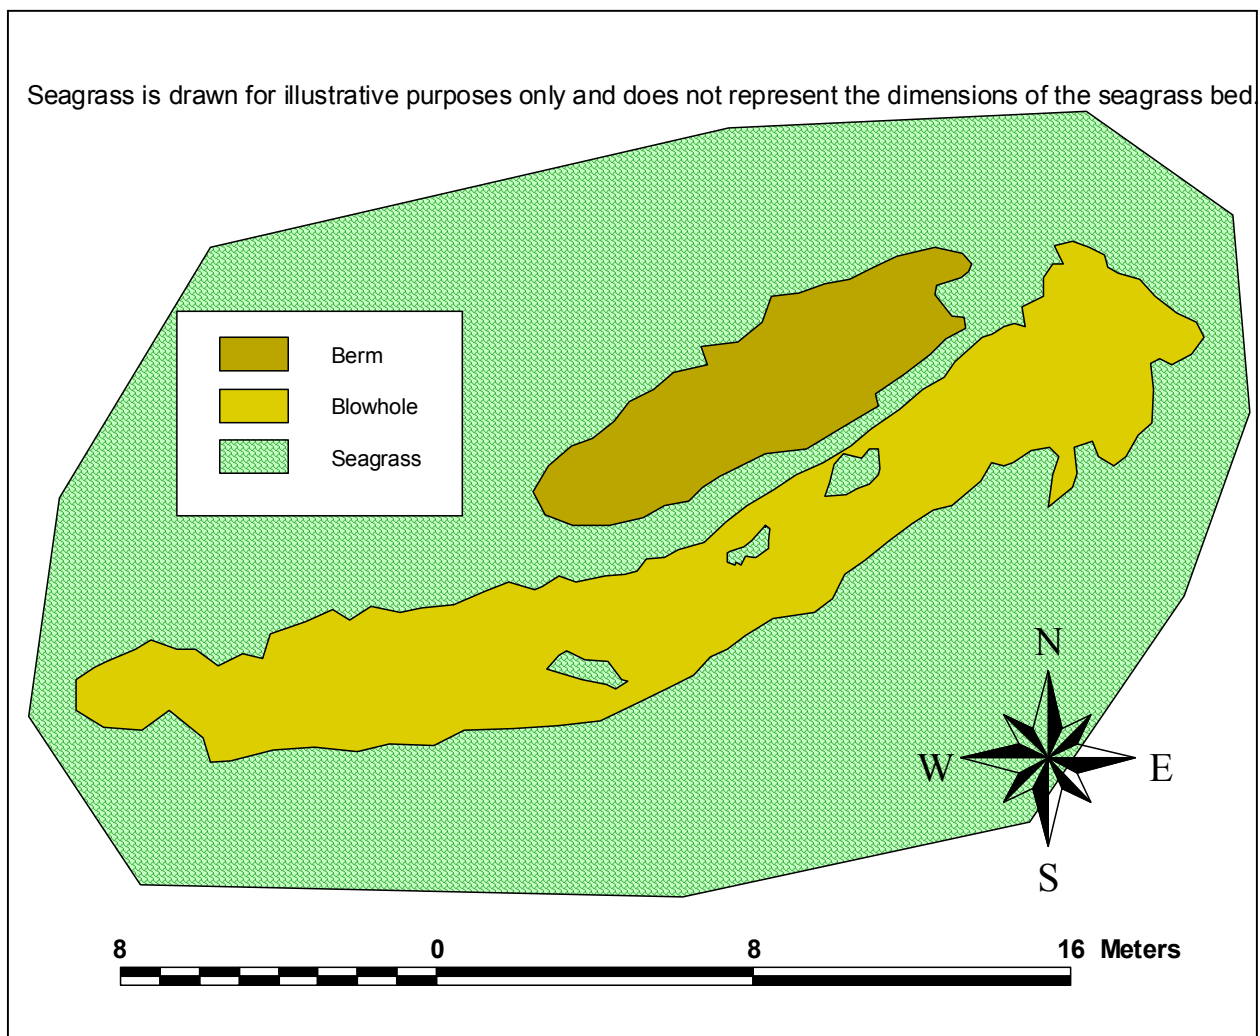 Seagrass is drawn for illustrative purposes only and does not represent the dimensions of the seagrass bed.
Berm
Blowhole
Seagrass
N
W E
S
8 0 8 16 Meters